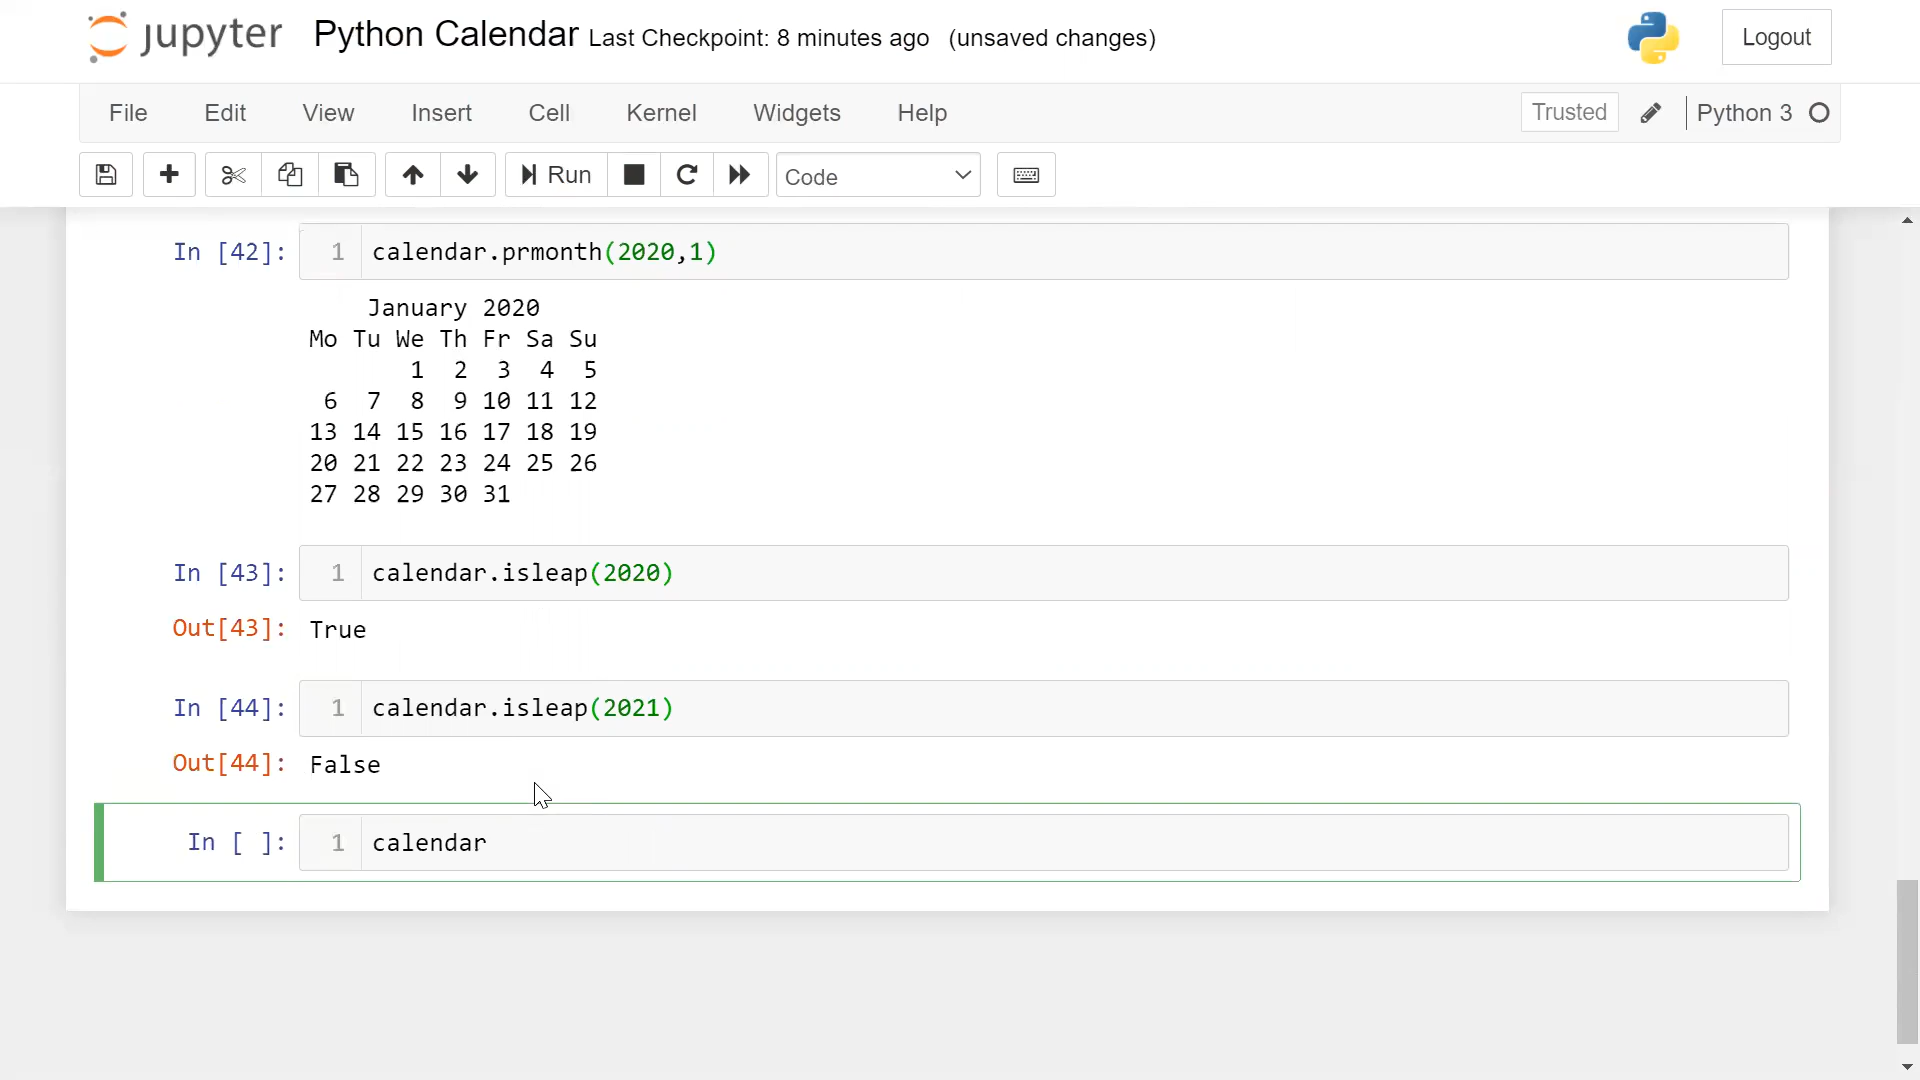 jupyter Python Calendar Last Checkpoint: 8 minutes ago (unsaved changes) Logout
File Edit View Insert Cell Kernel Widgets Help Trusted Python 3
Run Code
In [42]: 1 calendar.prmonth(2020,1)
January 2020
Mo Tu We Th Fr Sa Su
1 2 3 4 5
6 7 8 9 10 11 12
13 14 15 16 17 18 19
20 21 22 23 24 25 26
27 28 29 30 31
In [43]: 1 calendar.isleap(2020)
Out[43]: True
In [44]: 1 calendar.isleap(2021)
Out[44]: False
In [ ]: 1 calendar